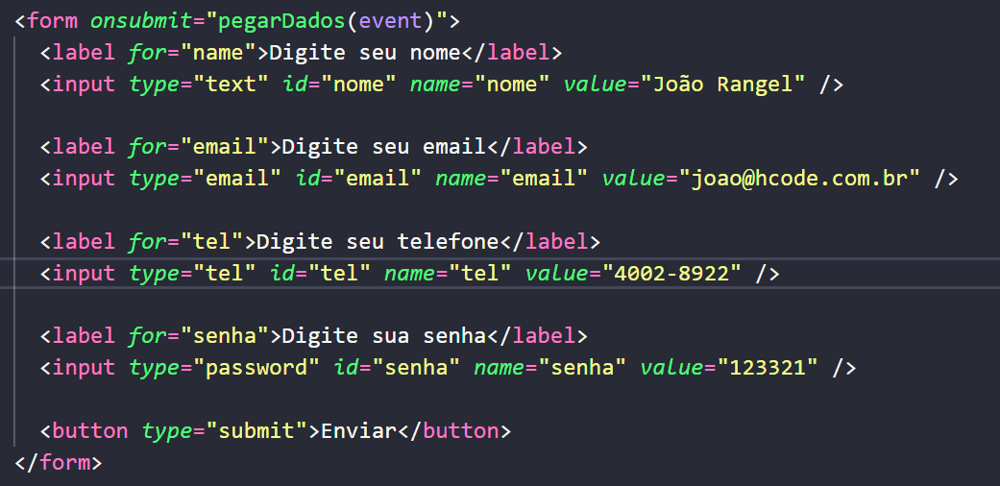 <form onsubmit="pegarDados(event)">
<label for="name">Digite seu nome</label>
<input type="text" id="nome" name="nome" value="João Rangel" />
<label for="email">Digite seu email</label>
<input type="email" id="email" name="email" value="joao@hcode.com.br" />
<label for="tel">Digite seu telefone</label>
<input type="tel" id="tel" name="tel" value="4002-8922" />
<label for="senha">Digite sua senha</label>
<input type="password" id="senha" name="senha" value="123321" />
<button type="submit">Enviar</button>
</form>